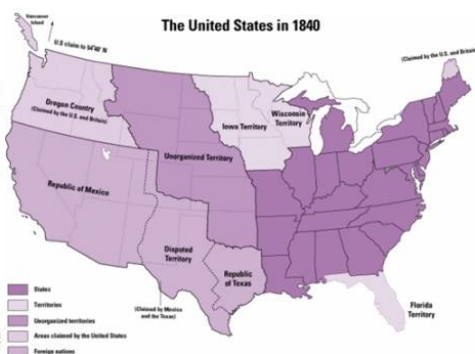 The United States in 1840
Vancouver
Island
U.S claim to 54°40' N
(Claimed by the U.S. and Britain)
Oregon Country
(Claimed by the U.S. and Britain)
Iowa Territory
Wisconsin
Territory
Unorganized Territory
Republic of Mexico
Disputed
Territory
Republic
of Texas
(Claimed by Mexico
and the Texas)
Florida
Territory
States
Territories
Unorganized territories
Areas claimed by the United States
Foreign nations